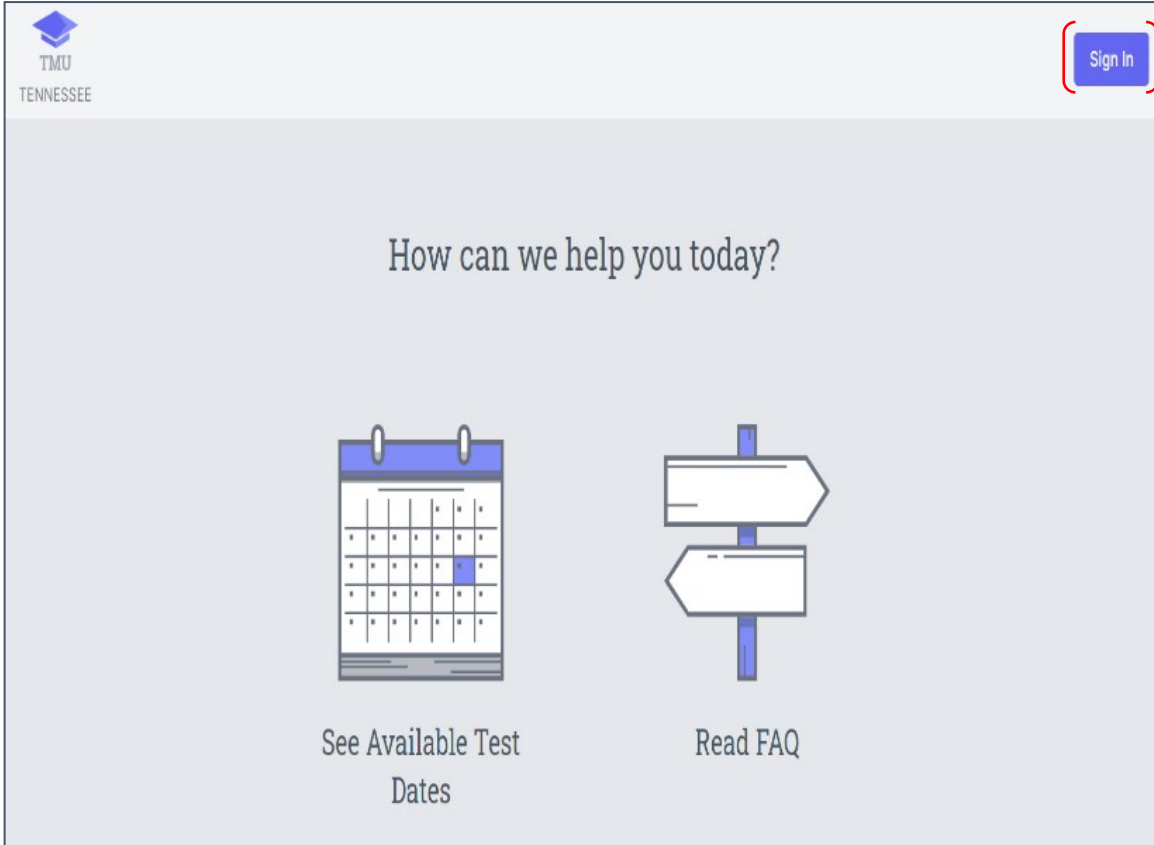 TMU
TENNESSEE
Sign In
How can we help you today?
See Available Test
Dates
Read FAQ